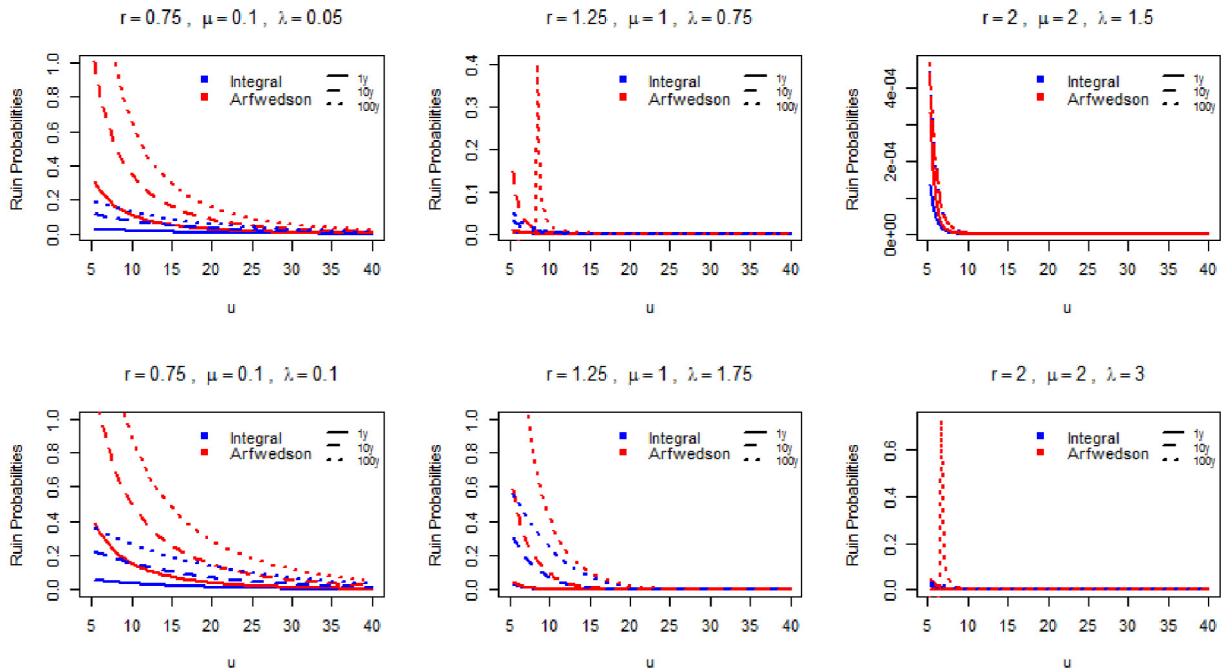 r = 0.75 , μ = 0.1 , λ = 0.05
Ruin Probabilities
1.0
0.8
0.6
0.4
0.2
0.0
Integral
Arfwedson
1y
10y
100y
5 10 15 20 25 30 35 40
u
r = 1.25 , μ = 1 , λ = 0.75
Ruin Probabilities
0.4
0.3
0.2
0.1
0.0
Integral
Arfwedson
1y
10y
100y
5 10 15 20 25 30 35 40
u
r = 2 , μ = 2 , λ = 1.5
Ruin Probabilities
4e-04
2e-04
0e+00
Integral
Arfwedson
1y
10y
100y
5 10 15 20 25 30 35 40
u
r = 0.75 , μ = 0.1 , λ = 0.1
Ruin Probabilities
1.0
0.8
0.6
0.4
0.2
0.0
Integral
Arfwedson
1y
10y
100y
5 10 15 20 25 30 35 40
u
r = 1.25 , μ = 1 , λ = 1.75
Ruin Probabilities
1.0
0.8
0.6
0.4
0.2
0.0
Integral
Arfwedson
1y
10y
100y
5 10 15 20 25 30 35 40
u
r = 2 , μ = 2 , λ = 3
Ruin Probabilities
0.6
0.4
0.2
0.0
Integral
Arfwedson
1y
10y
100y
5 10 15 20 25 30 35 40
u